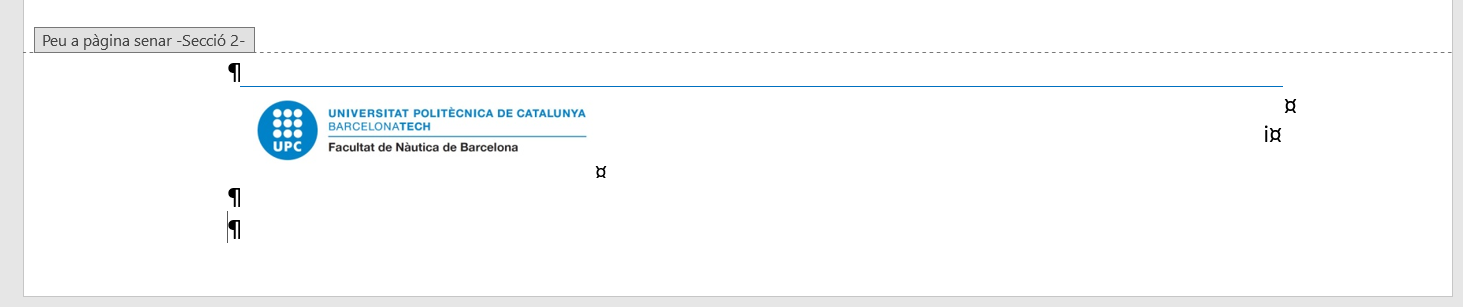 Peu a pàgina senar -Secció 2-
¶
UNIVERSITAT POLITÈCNICA DE CATALUNYA
BARCELONATECH
UPC
Facultat de Nàutica de Barcelona
¤
¤
i¤
¶
¶